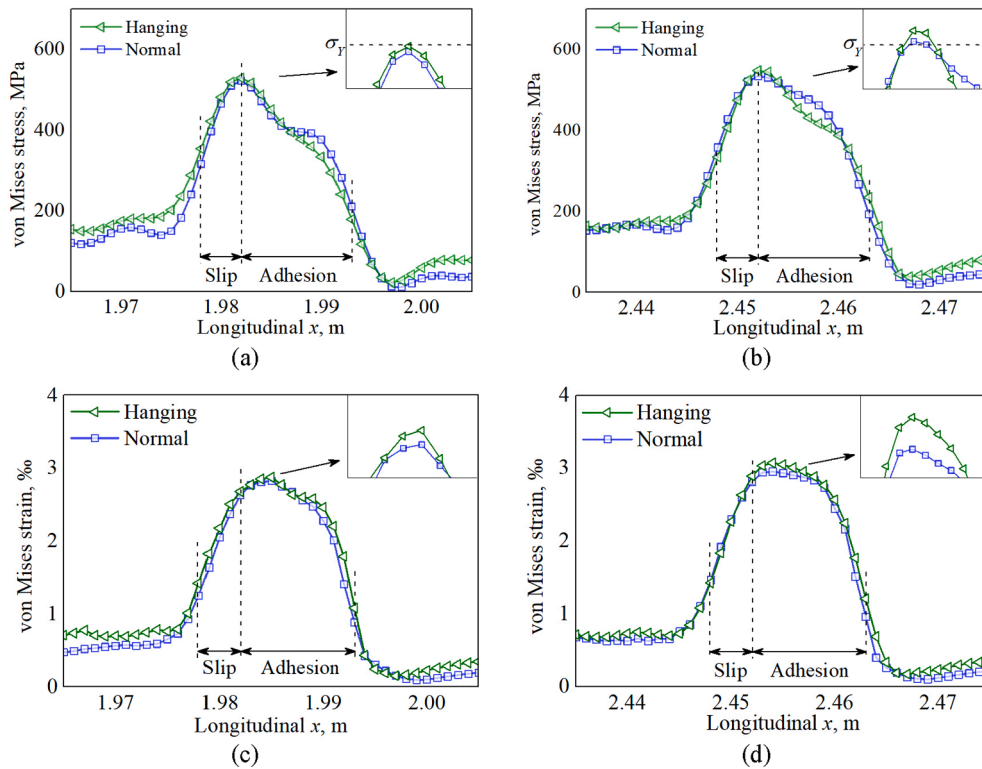 Hanging
Normal
σY
von Mises stress, MPa
600
400
200
0
Slip
Adhesion
1.97
1.98
1.99
2.00
Longitudinal x, m
(a)
Hanging
Normal
σY
von Mises stress, MPa
600
400
200
0
Slip
Adhesion
2.44
2.45
2.46
2.47
Longitudinal x, m
(b)
Hanging
Normal
von Mises strain, ‰
4
3
2
1
0
Slip
Adhesion
1.97
1.98
1.99
2.00
Longitudinal x, m
(c)
Hanging
Normal
von Mises strain, ‰
4
3
2
1
0
Slip
Adhesion
2.44
2.45
2.46
2.47
Longitudinal x, m
(d)